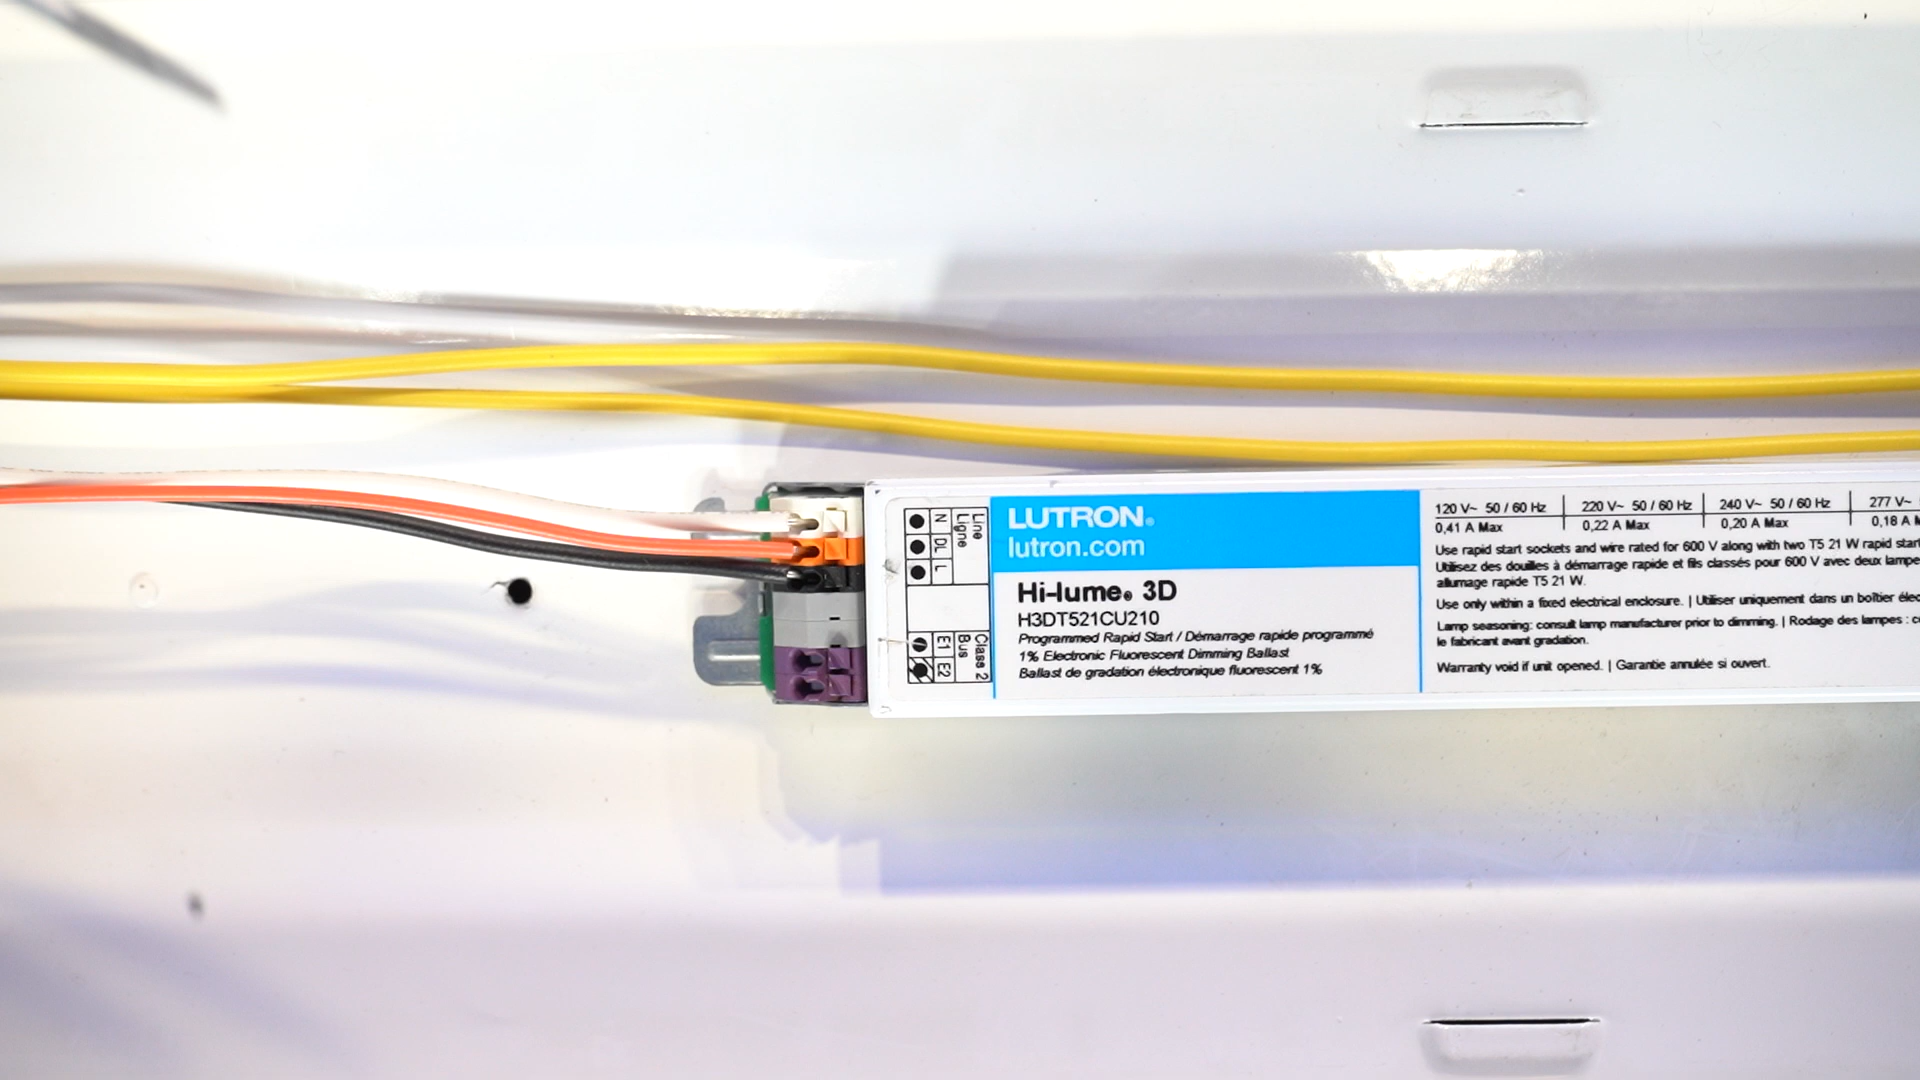 N
DL
L
Line
Ligne
E1
E2
Class 2
Bus
LUTRON®
lutron.com
Hi-lume® 3D
H3DT521CU210
Programmed Rapid Start / Démarrage rapide programmé
1% Electronic Fluorescent Dimming Ballast
Ballast de gradation électronique fluorescent 1%
120 V~ 50 / 60 Hz
0,41 A Max
220 V~ 50 / 60 Hz
0,22 A Max
240 V~ 50 / 60 Hz
0,20 A Max
277 V~
0,18 A
Use rapid start sockets and wire rated for 600 V along with two T5 21 W rapid start
Utilisez des douilles à démarrage rapide et fils classés pour 600 V avec deux lampe
allumage rapide T5 21 W.
Use only within a fixed electrical enclosure. | Utiliser uniquement dans un boîtier élec
Lamp seasoning: consult lamp manufacturer prior to dimming. | Rodage des lampes :
le fabricant avant gradation.
Warranty void if unit opened. | Garantie annulée si ouvert.